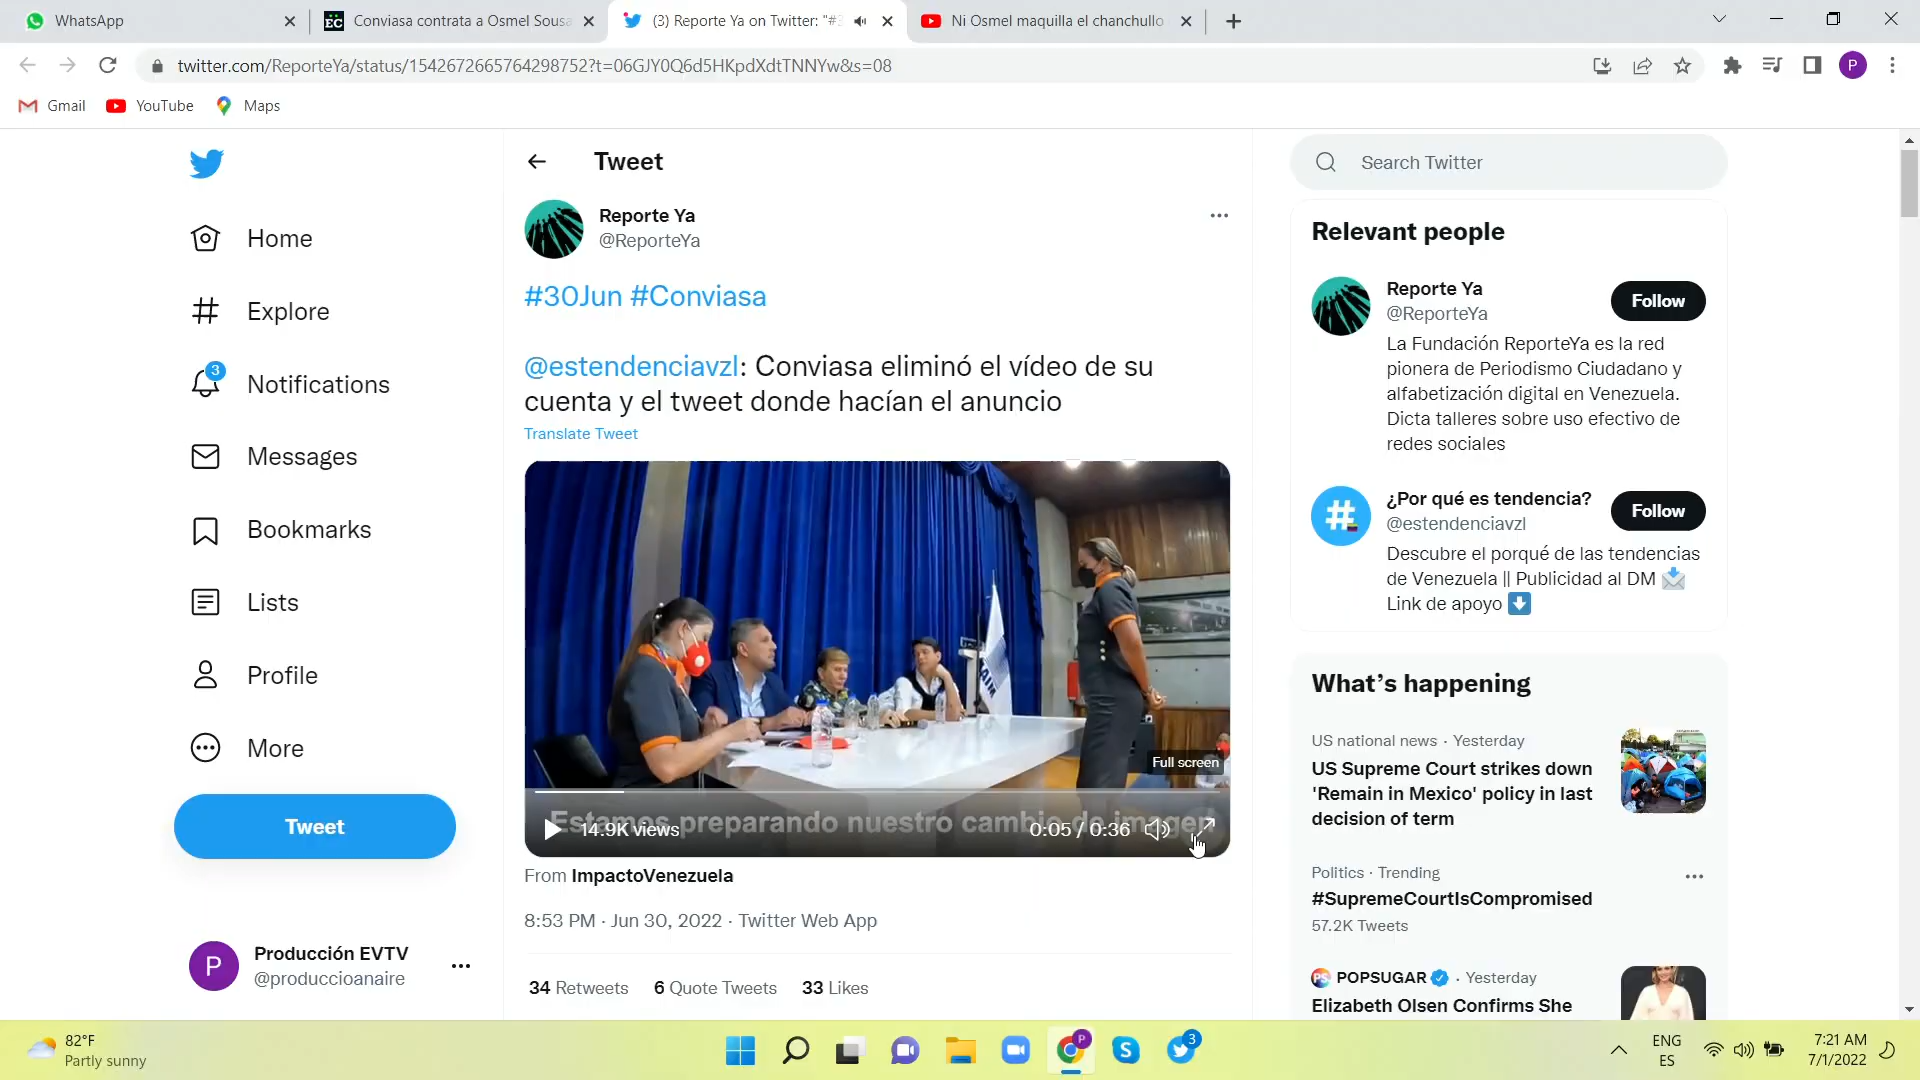 WhatsApp
Conviasa contrata a Osmel Sousa
(3) Reporte Ya on Twitter: "#3
Ni Osmel maquilla el chanchullo
twitter.com/ReporteYa/status/1542672665764298752?t=06GJY0Q6d5HKpdXdtTNNYw&s=08
P
Gmail
YouTube
Maps
Home
Explore
3
Notifications
Messages
Bookmarks
Lists
Profile
More
Tweet
P
Producción EVTV
@produccioanaire
Tweet
Reporte Ya
@ReporteYa
#30Jun #Conviasa
@estendenciavzl: Conviasa eliminó el vídeo de su
cuenta y el tweet donde hacían el anuncio
Translate Tweet
Full screen
Estamos preparando nuestro cambio de imagen
14.9K views
0:05 / 0:36
From ImpactoVenezuela
8:53 PM · Jun 30, 2022 · Twitter Web App
34 Retweets 6 Quote Tweets 33 Likes
Search Twitter
Relevant people
Reporte Ya
@ReporteYa
Follow
La Fundación ReporteYa es la red
pionera de Periodismo Ciudadano y
alfabetización digital en Venezuela.
Dicta talleres sobre uso efectivo de
redes sociales
#
¿Por qué es tendencia?
@estendenciavzl
Follow
Descubre el porqué de las tendencias
de Venezuela || Publicidad al DM
Link de apoyo
What's happening
US national news · Yesterday
US Supreme Court strikes down
'Remain in Mexico' policy in last
decision of term
Politics · Trending
#SupremeCourtIsCompromised
57.2K Tweets
PS POPSUGAR · Yesterday
Elizabeth Olsen Confirms She
82°F
Partly sunny
P
S
3
ENG
ES
7:21 AM
7/1/2022